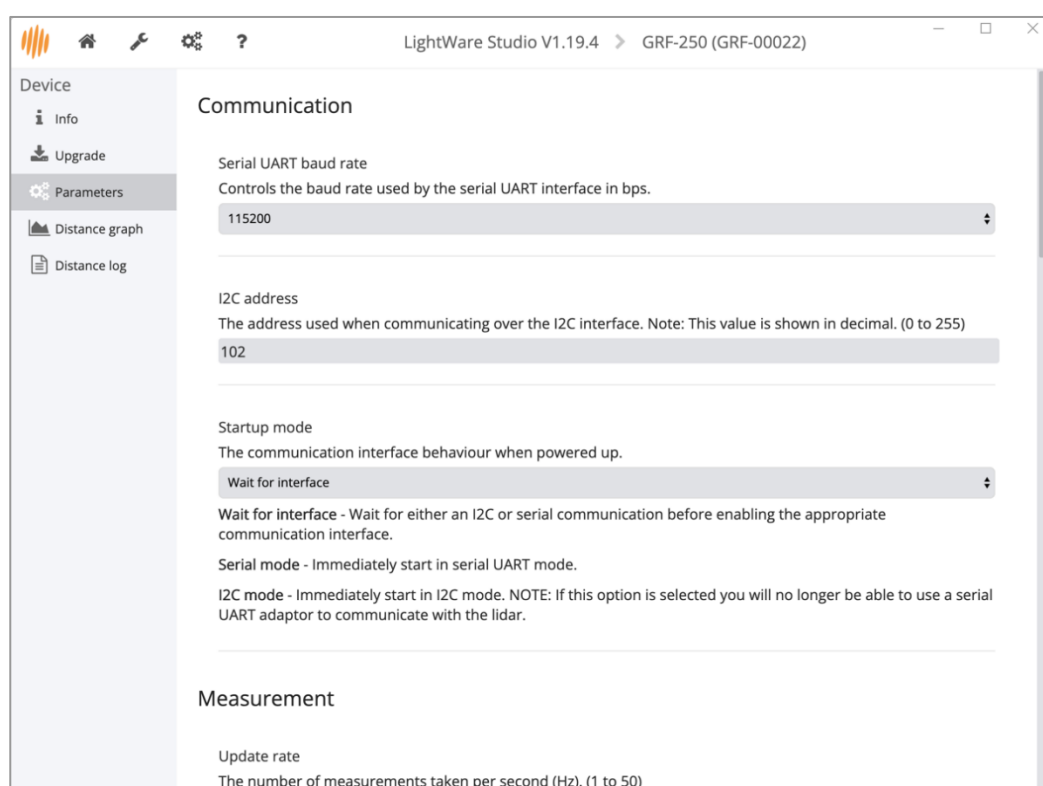 LightWare Studio V1.19.4 > GRF-250 (GRF-00022)
Device
Info
Upgrade
Parameters
Distance graph
Distance log
Communication
Serial UART baud rate
Controls the baud rate used by the serial UART interface in bps.
115200
I2C address
The address used when communicating over the I2C interface. Note: This value is shown in decimal. (0 to 255)
102
Startup mode
The communication interface behaviour when powered up.
Wait for interface
Wait for interface - Wait for either an I2C or serial communication before enabling the appropriate
communication interface.
Serial mode - Immediately start in serial UART mode.
I2C mode - Immediately start in I2C mode. NOTE: If this option is selected you will no longer be able to use a serial
UART adaptor to communicate with the lidar.
Measurement
Update rate
The number of measurements taken per second (Hz). (1 to 50)